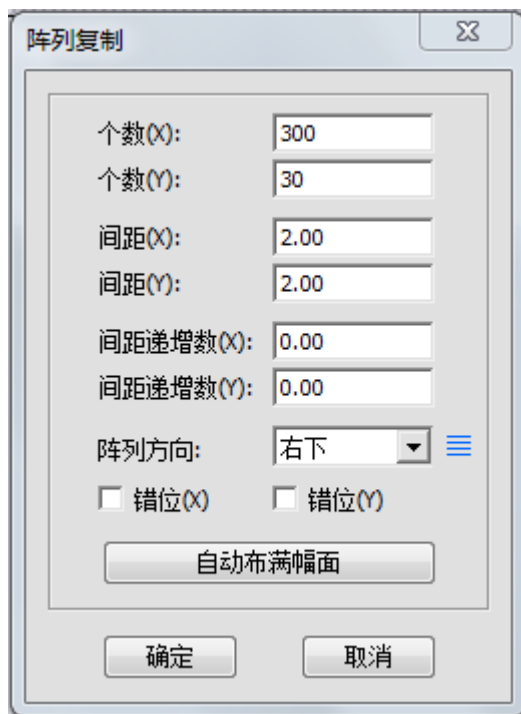 阵列复制
个数(X): 300
个数(Y): 30
间距(X): 2.00
间距(Y): 2.00
间距递增数(X): 0.00
间距递增数(Y): 0.00
阵列方向: 右下
错位(X) 错位(Y)
自动布满幅面
确定 取消